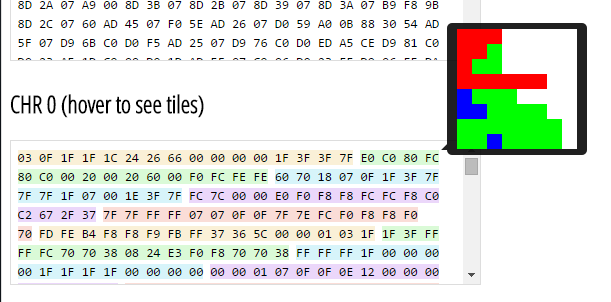 8D 2A 07 A9 00 8D 3B 07 8D 2B 07 8D 39 07 8D 3A 07 B9 F8 9B
8D 2C 07 60 AD 45 07 F0 5E AD 26 07 D0 59 A0 0B 88 30 54 AD
5F 07 D9 6B C0 D0 F5 AD 25 07 D9 76 C0 D0 ED A5 CE D9 81 C0
CHR 0 (hover to see tiles)
03 0F 1F 1F 1C 24 26 66 00 00 00 00 1F 3F 3F 7F E0 C0 80 FC
80 C0 00 20 00 20 60 00 F0 FC FE FE 60 70 18 07 0F 1F 3F 7F
7F 7F 1F 07 00 1E 3F 7F FC 7C 00 00 E0 F0 F8 F8 FC FC F8 C0
C2 67 2F 37 7F 7F FF FF 07 07 0F 0F 7F 7E FC F0 F8 F8 F0
70 FD FE B4 F8 F8 F9 FB FF 37 36 5C 00 00 01 03 1F 1F 3F FF
FF FC 70 70 38 08 24 E3 F0 F8 70 70 38 FF FF FF 1F 00 00 00
00 1F 1F 1F 1F 00 00 00 00 00 00 01 07 0F 0F 0E 12 00 00 00